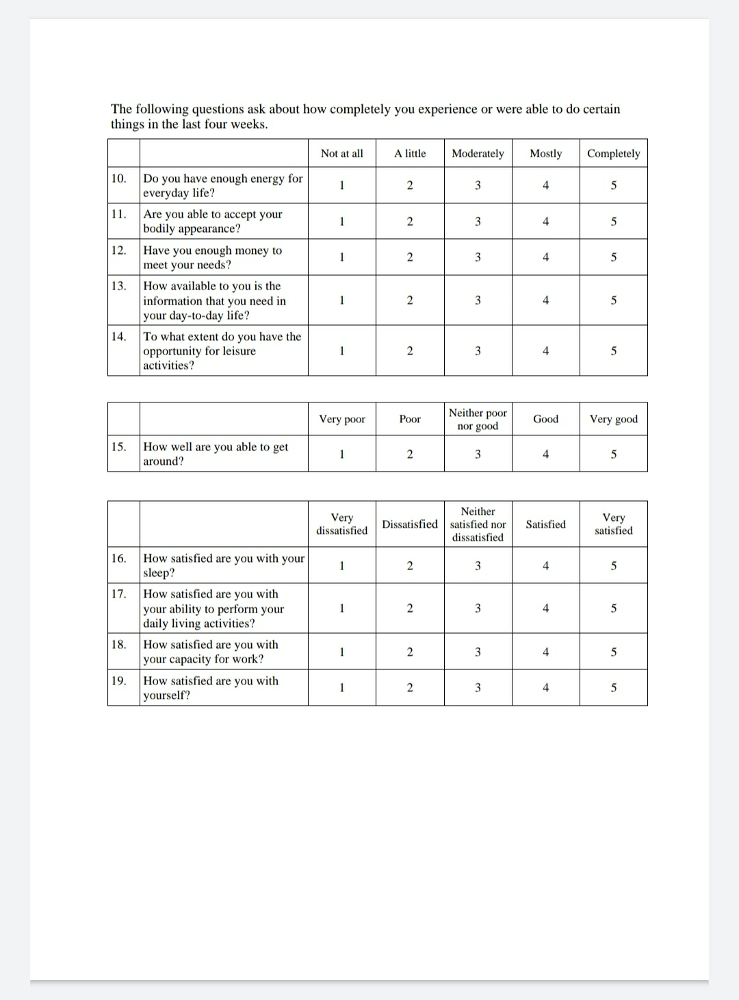 The following questions ask about how completely you experience or were able to do certain
things in the last four weeks.
Not at all A little Moderately Mostly Completely
10. Do you have enough energy for
everyday life?
1 2 3 4 5
11. Are you able to accept your
bodily appearance?
1 2 3 4 5
12. Have you enough money to
meet your needs?
1 2 3 4 5
13. How available to you is the
information that you need in
your day-to-day life?
1 2 3 4 5
14. To what extent do you have the
opportunity for leisure
activities?
1 2 3 4 5
Very poor Poor Neither poor
nor good Good Very good
15. How well are you able to get
around?
1 2 3 4 5
Very
dissatisfied Dissatisfied Neither
satisfied nor
dissatisfied Satisfied Very
satisfied
16. How satisfied are you with your
sleep?
1 2 3 4 5
17. How satisfied are you with
your ability to perform your
daily living activities?
1 2 3 4 5
18. How satisfied are you with
your capacity for work?
1 2 3 4 5
19. How satisfied are you with
yourself?
1 2 3 4 5